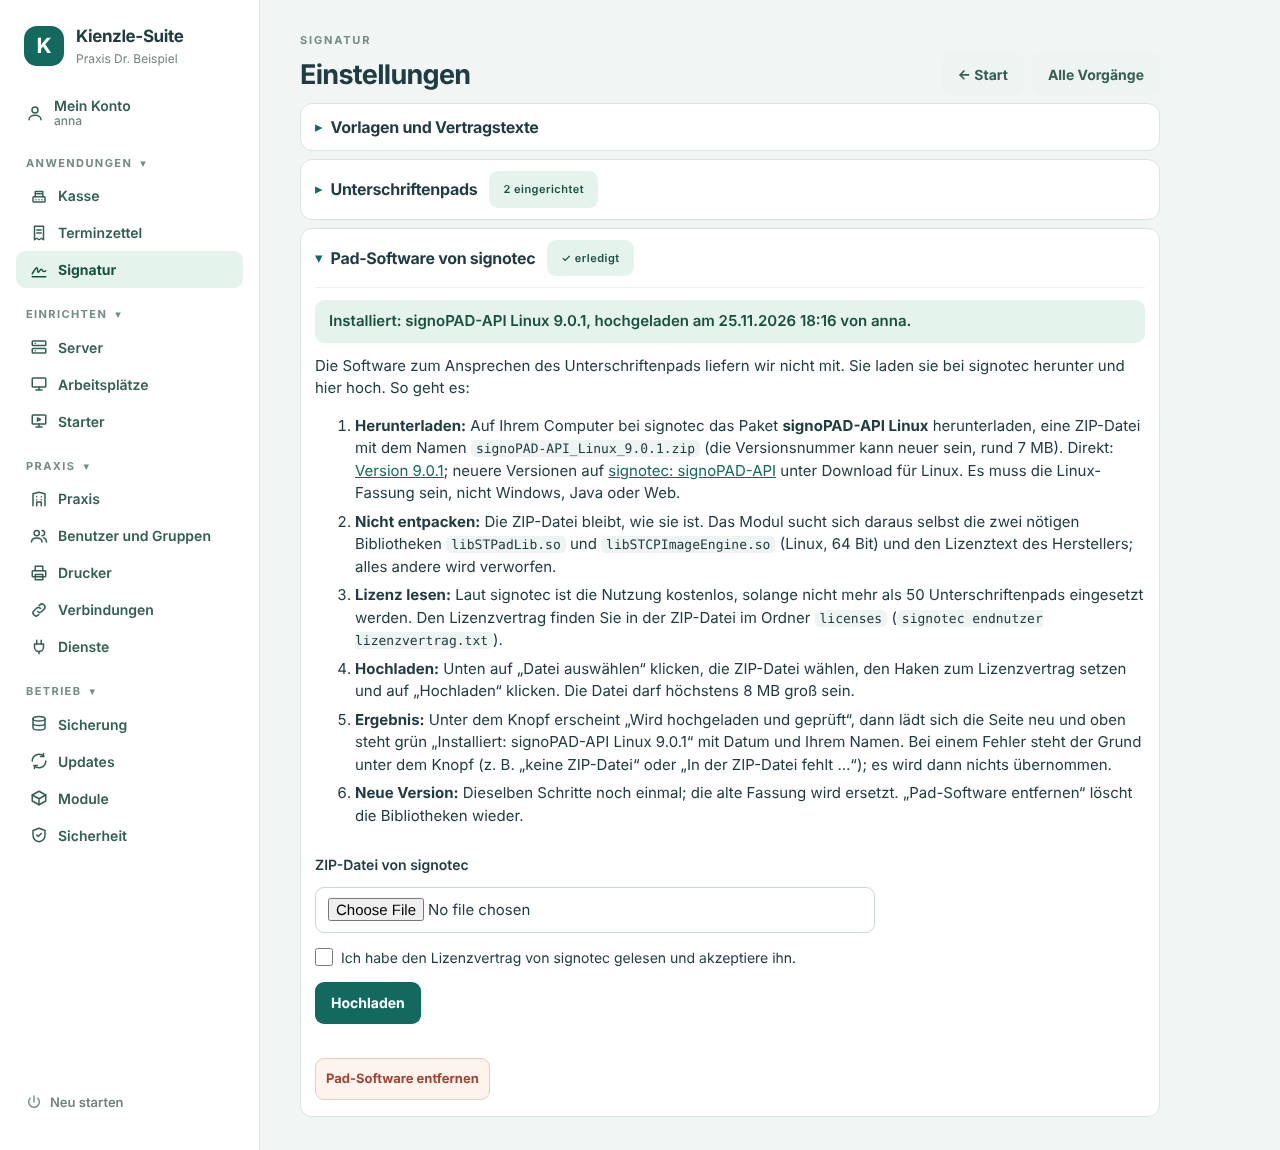 K
Kienzle-Suite
Praxis Dr. Beispiel
Mein Konto
anna
ANWENDUNGEN ▾
Kasse
Terminzettel
Signatur
EINRICHTEN ▾
Server
Arbeitsplätze
Starter
PRAXIS ▾
Praxis
Benutzer und Gruppen
Drucker
Verbindungen
Dienste
BETRIEB ▾
Sicherung
Updates
Module
Sicherheit
Neu starten
SIGNATUR
Einstellungen
← Start
Alle Vorgänge
▸ Vorlagen und Vertragstexte
▸ Unterschriftenpads 2 eingerichtet
▾ Pad-Software von signotec ✓ erledigt
Installiert: signoPAD-API Linux 9.0.1, hochgeladen am 25.11.2026 18:16 von anna.
Die Software zum Ansprechen des Unterschriftenpads liefern wir nicht mit. Sie laden sie bei signotec herunter und
hier hoch. So geht es:
1. Herunterladen: Auf Ihrem Computer bei signotec das Paket signoPAD-API Linux herunterladen, eine ZIP-Datei
mit dem Namen signoPAD-API_Linux_9.0.1.zip (die Versionsnummer kann neuer sein, rund 7 MB). Direkt:
Version 9.0.1; neuere Versionen auf signotec: signoPAD-API unter Download für Linux. Es muss die Linux-
Fassung sein, nicht Windows, Java oder Web.
2. Nicht entpacken: Die ZIP-Datei bleibt, wie sie ist. Das Modul sucht sich daraus selbst die zwei nötigen
Bibliotheken libSTPadLib.so und libSTCPImageEngine.so (Linux, 64 Bit) und den Lizenztext des Herstellers;
alles andere wird verworfen.
3. Lizenz lesen: Laut signotec ist die Nutzung kostenlos, solange nicht mehr als 50 Unterschriftenpads eingesetzt
werden. Den Lizenzvertrag finden Sie in der ZIP-Datei im Ordner licenses (signotec endnutzer
lizenzvertrag.txt).
4. Hochladen: Unten auf „Datei auswählen“ klicken, die ZIP-Datei wählen, den Haken zum Lizenzvertrag setzen
und auf „Hochladen“ klicken. Die Datei darf höchstens 8 MB groß sein.
5. Ergebnis: Unter dem Knopf erscheint „Wird hochgeladen und geprüft“, dann lädt sich die Seite neu und oben
steht grün „Installiert: signoPAD-API Linux 9.0.1“ mit Datum und Ihrem Namen. Bei einem Fehler steht der Grund
unter dem Knopf (z. B. „keine ZIP-Datei“ oder „In der ZIP-Datei fehlt …“); es wird dann nichts übernommen.
6. Neue Version: Dieselben Schritte noch einmal; die alte Fassung wird ersetzt. „Pad-Software entfernen“ löscht
die Bibliotheken wieder.
ZIP-Datei von signotec
Choose File No file chosen
Ich habe den Lizenzvertrag von signotec gelesen und akzeptiere ihn.
Hochladen
Pad-Software entfernen